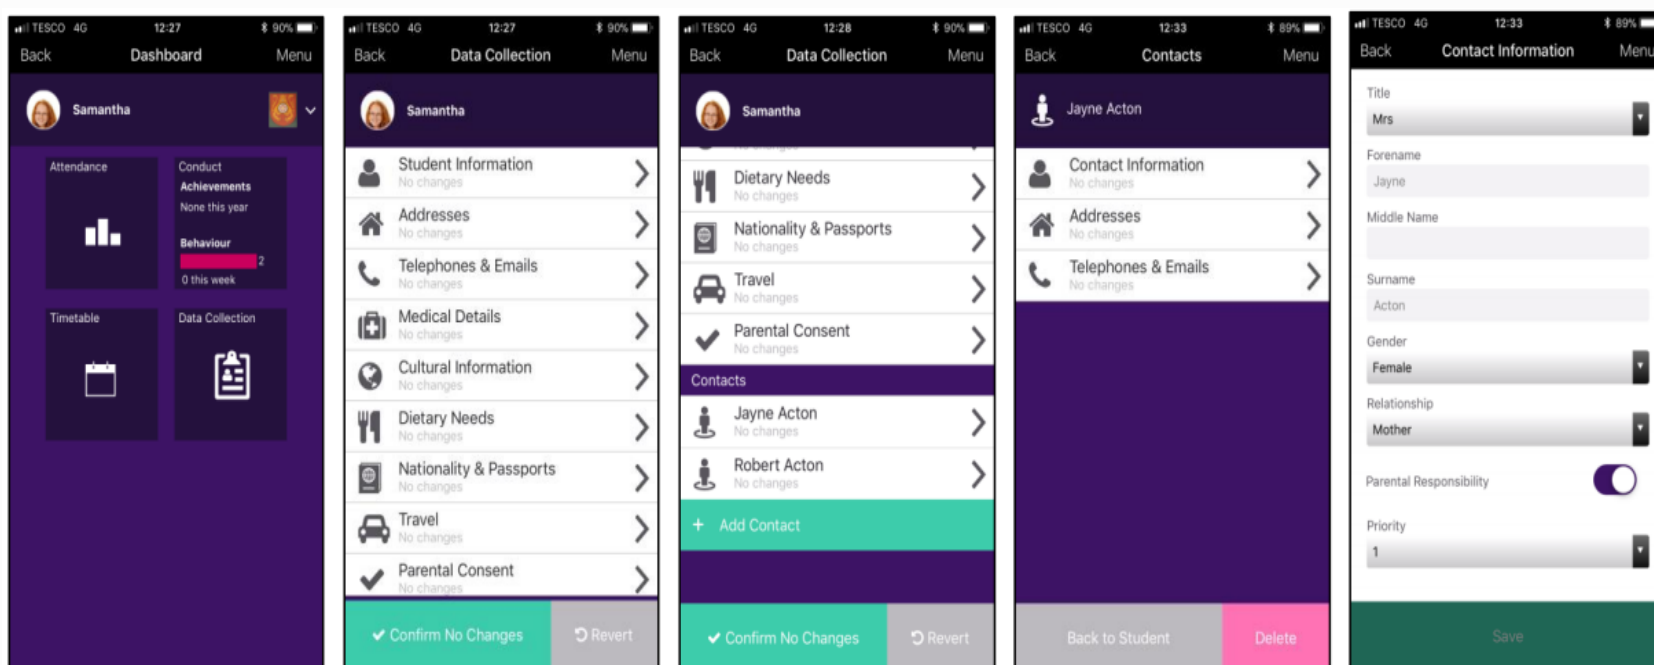 TESCO 4G 12:27 90%
Back Dashboard Menu
Samantha
Attendance
Conduct
Achievements
None this year
Behaviour
2
0 this week
Timetable
Data Collection
TESCO 4G 12:27 90%
Back Data Collection Menu
Samantha
Student Information
No changes
Addresses
No changes
Telephones & Emails
No changes
Medical Details
No changes
Cultural Information
No changes
Dietary Needs
No changes
Nationality & Passports
No changes
Travel
No changes
Parental Consent
No changes
Confirm No Changes Revert
TESCO 4G 12:28 90%
Back Data Collection Menu
Samantha
Dietary Needs
No changes
Nationality & Passports
No changes
Travel
No changes
Parental Consent
No changes
Contacts
Jayne Acton
No changes
Robert Acton
No changes
+ Add Contact
Confirm No Changes Revert
TESCO 4G 12:33 89%
Back Contacts Menu
Jayne Acton
Contact Information
No changes
Addresses
No changes
Telephones & Emails
No changes
Back to Student Delete
TESCO 4G 12:33 89%
Back Contact Information Menu
Title
Mrs
Forename
Jayne
Middle Name
Surname
Acton
Gender
Female
Relationship
Mother
Parental Responsibility
Priority
1
Save